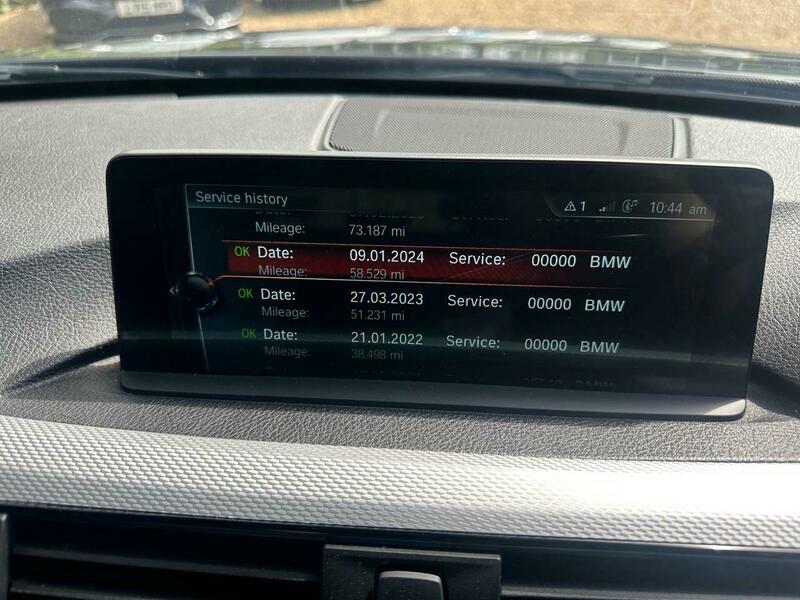 Service history
1 10:44 am
Mileage: 73.187 mi
OK Date: 09.01.2024 Service: 00000 BMW
Mileage: 58.529 mi
OK Date: 27.03.2023 Service: 00000 BMW
Mileage: 51.231 mi
OK Date: 21.01.2022 Service: 00000 BMW
Mileage: 38.498 mi